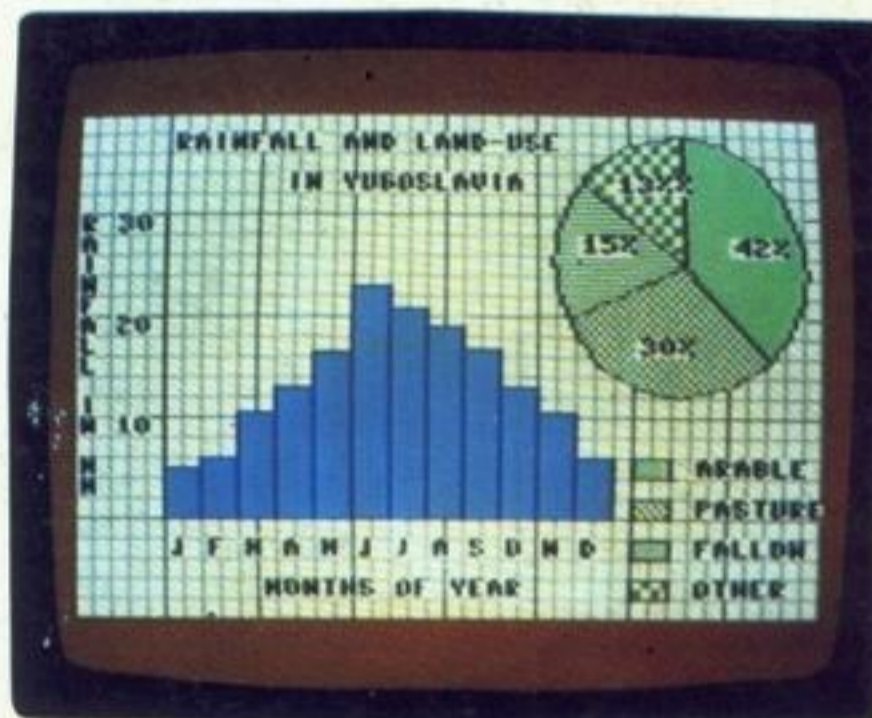 RAINFALL AND LAND-USE
IN YUGOSLAVIA
RAINFALL IN MM
30
20
10
J F M A M J J A S O N D
MONTHS OF YEAR
13%
15%
42%
30%
ARABLE
PASTURE
FALLOW
OTHER